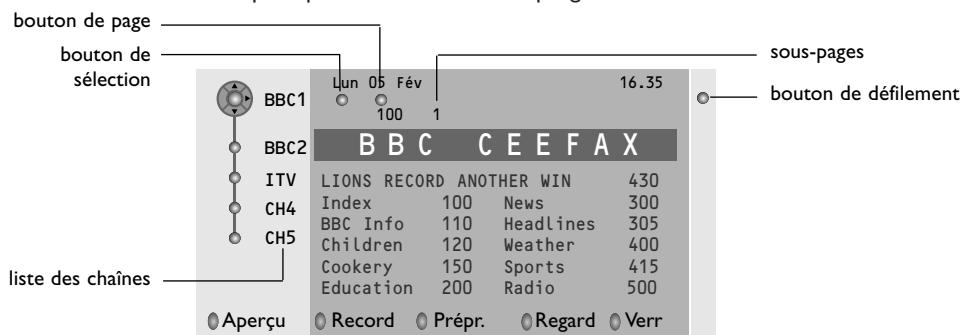 bouton de page
bouton de
sélection
sous-pages
bouton de défilement
liste des chaînes
Lun 05 Fév 16.35
100 1
BBC1
BBC2
ITV
CH4
CH5
BBC CEEFAX
LIONS RECORD ANOTHER WIN 430
Index 100 News 300
BBC Info 110 Headlines 305
Children 120 Weather 400
Cookery 150 Sports 415
Education 200 Radio 500
Aperçu Record Prépr. Regard Verr